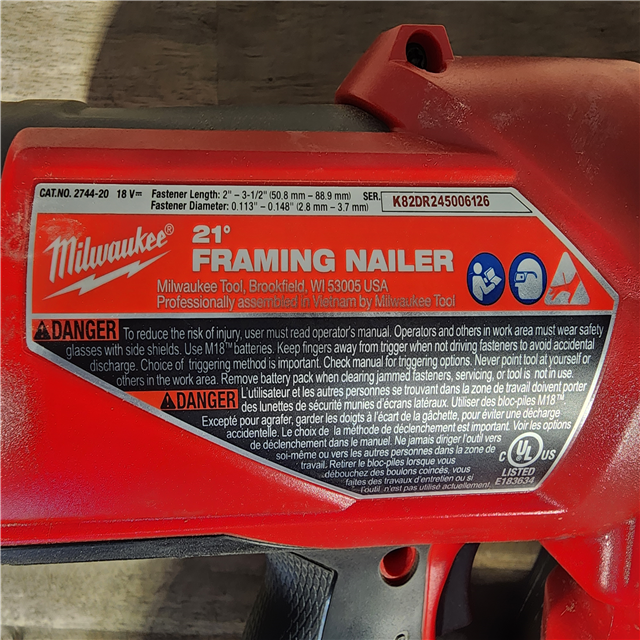 CAT.NO. 2744-20 18 V⎓ Fastener Length: 2" – 3-1/2" (50.8 mm – 88.9 mm) SER. K82DR245006126
Fastener Diameter: 0.113" – 0.148" (2.8 mm – 3.7 mm)
Milwaukee®
21°
FRAMING NAILER
Milwaukee Tool, Brookfield, WI 53005 USA
Professionally assembled in Vietnam by Milwaukee Tool
DANGER To reduce the risk of injury, user must read operator's manual. Operators and others in work area must wear safety
glasses with side shields. Use M18™ batteries. Keep fingers away from trigger when not driving fasteners to avoid accidental
discharge. Choice of triggering method is important. Check manual for triggering options. Never point tool at yourself or
others in the work area. Remove battery pack when clearing jammed fasteners, servicing, or tool is not in use.
DANGER L'utilisateur et les autres personnes se trouvant dans la zone de travail doivent porter
des lunettes de sécurité munies d'écrans latéraux. Utiliser des bloc-piles M18™
Excepté pour agrafer, garder les doigts à l'écart de la gâchette, pour éviter une décharge
accidentelle. Le choix de la méthode de déclenchement est important. Voir les options
de déclenchement dans le manuel. Ne jamais diriger l'outil vers
soi-même ou vers les autres personnes dans la zone de
travail. Retirer le bloc-piles lorsque vous
débouchez des boulons coincés, vous
faites des travaux d'entretien ou si
l'outil n'est pas utilisé actuellement.
C UL US
LISTED
E183634